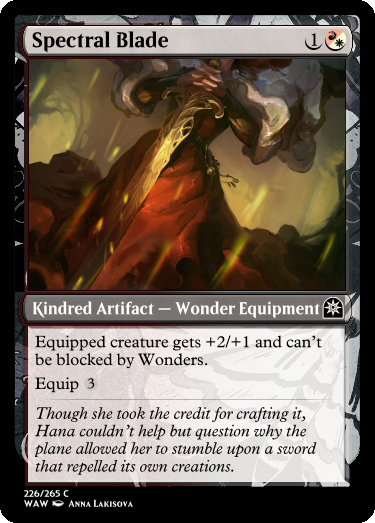 Spectral Blade 1
Kindred Artifact — Wonder Equipment
Equipped creature gets +2/+1 and can't
be blocked by Wonders.
Equip 3
Though she took the credit for crafting it,
Hana couldn't help but question why the
plane allowed her to stumble upon a sword
that repelled its own creations.
226/265 C
WAW Anna Lakisova